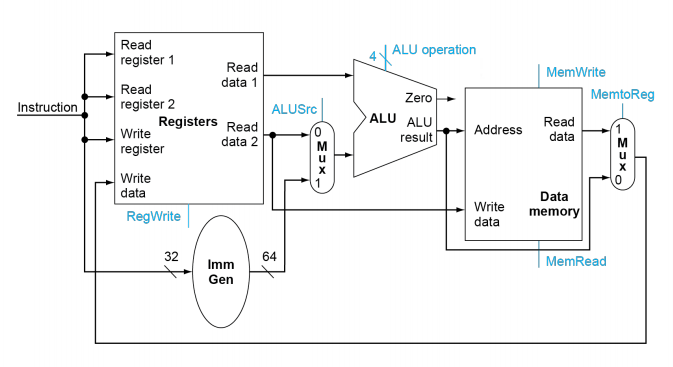 Instruction
Read
register 1
Read
register 2
Write
register
Write
data
Registers
Read
data 1
Read
data 2
RegWrite
32
Imm
Gen
64
ALUSrc
0
M
u
x
1
4
ALU operation
Zero
ALU
ALU
result
MemWrite
Address
Read
data
Write
data
Data
memory
MemRead
MemtoReg
1
M
u
x
0